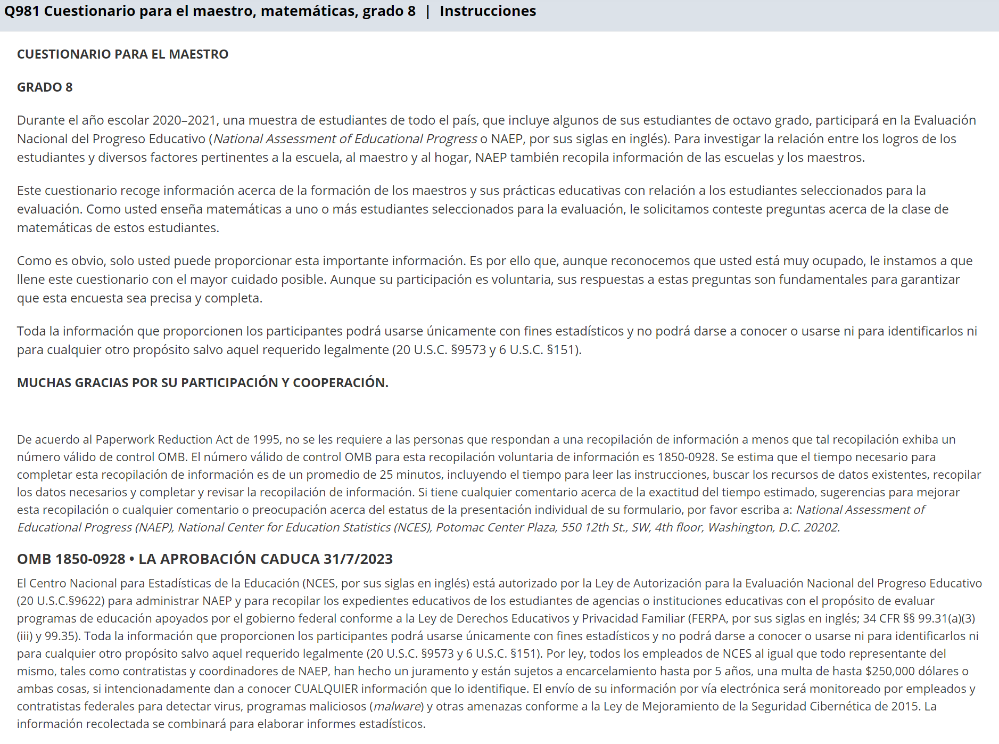 Q981 Cuestionario para el maestro, matemáticas, grado 8 | Instrucciones
CUESTIONARIO PARA EL MAESTRO
GRADO 8
Durante el año escolar 2020–2021, una muestra de estudiantes de todo el país, que incluye algunos de sus estudiantes de octavo grado, participará en la Evaluación
Nacional del Progreso Educativo (National Assessment of Educational Progress o NAEP, por sus siglas en inglés). Para investigar la relación entre los logros de los
estudiantes y diversos factores pertinentes a la escuela, al maestro y al hogar, NAEP también recopila información de las escuelas y los maestros.
Este cuestionario recoge información acerca de la formación de los maestros y sus prácticas educativas con relación a los estudiantes seleccionados para la
evaluación. Como usted enseña matemáticas a uno o más estudiantes seleccionados para la evaluación, le solicitamos conteste preguntas acerca de la clase de
matemáticas de estos estudiantes.
Como es obvio, solo usted puede proporcionar esta importante información. Es por ello que, aunque reconocemos que usted está muy ocupado, le instamos a que
llene este cuestionario con el mayor cuidado posible. Aunque su participación es voluntaria, sus respuestas a estas preguntas son fundamentales para garantizar
que esta encuesta sea precisa y completa.
Toda la información que proporcionen los participantes podrá usarse únicamente con fines estadísticos y no podrá darse a conocer o usarse ni para identificarlos ni
para cualquier otro propósito salvo aquel requerido legalmente (20 U.S.C. §9573 y 6 U.S.C. §151).
MUCHAS GRACIAS POR SU PARTICIPACIÓN Y COOPERACIÓN.
De acuerdo al Paperwork Reduction Act de 1995, no se les requiere a las personas que respondan a una recopilación de información a menos que tal recopilación exhiba un
número válido de control OMB. El número válido de control OMB para esta recopilación voluntaria de información es 1850-0928. Se estima que el tiempo necesario para
completar esta recopilación de información es de un promedio de 25 minutos, incluyendo el tiempo para leer las instrucciones, buscar los recursos de datos existentes, recopilar
los datos necesarios y completar y revisar la recopilación de información. Si tiene cualquier comentario acerca de la exactitud del tiempo estimado, sugerencias para mejorar
esta recopilación o cualquier comentario o preocupación acerca del estatus de la presentación individual de su formulario, por favor escriba a: National Assessment of
Educational Progress (NAEP), National Center for Education Statistics (NCES), Potomac Center Plaza, 550 12th St., SW, 4th floor, Washington, D.C. 20202.
OMB 1850-0928 • LA APROBACIÓN CADUCA 31/7/2023
El Centro Nacional para Estadísticas de la Educación (NCES, por sus siglas en inglés) está autorizado por la Ley de Autorización para la Evaluación Nacional del Progreso Educativo
(20 U.S.C.§9622) para administrar NAEP y para recopilar los expedientes educativos de los estudiantes de agencias o instituciones educativas con el propósito de evaluar
programas de educación apoyados por el gobierno federal conforme a la Ley de Derechos Educativos y Privacidad Familiar (FERPA, por sus siglas en inglés; 34 CFR §§ 99.31(a)(3)
(iii) y 99.35). Toda la información que proporcionen los participantes podrá usarse únicamente con fines estadísticos y no podrá darse a conocer o usarse ni para identificarlos ni
para cualquier otro propósito salvo aquel requerido legalmente (20 U.S.C. §9573 y 6 U.S.C. §151). Por ley, todos los empleados de NCES al igual que todo representante del
mismo, tales como contratistas y coordinadores de NAEP, han hecho un juramento y están sujetos a encarcelamiento hasta por 5 años, una multa de hasta $250,000 dólares o
ambas cosas, si intencionadamente dan a conocer CUALQUIER información que lo identifique. El envío de su información por vía electrónica será monitoreado por empleados y
contratistas federales para detectar virus, programas maliciosos (malware) y otras amenazas conforme a la Ley de Mejoramiento de la Seguridad Cibernética de 2015. La
información recolectada se combinará para elaborar informes estadísticos.